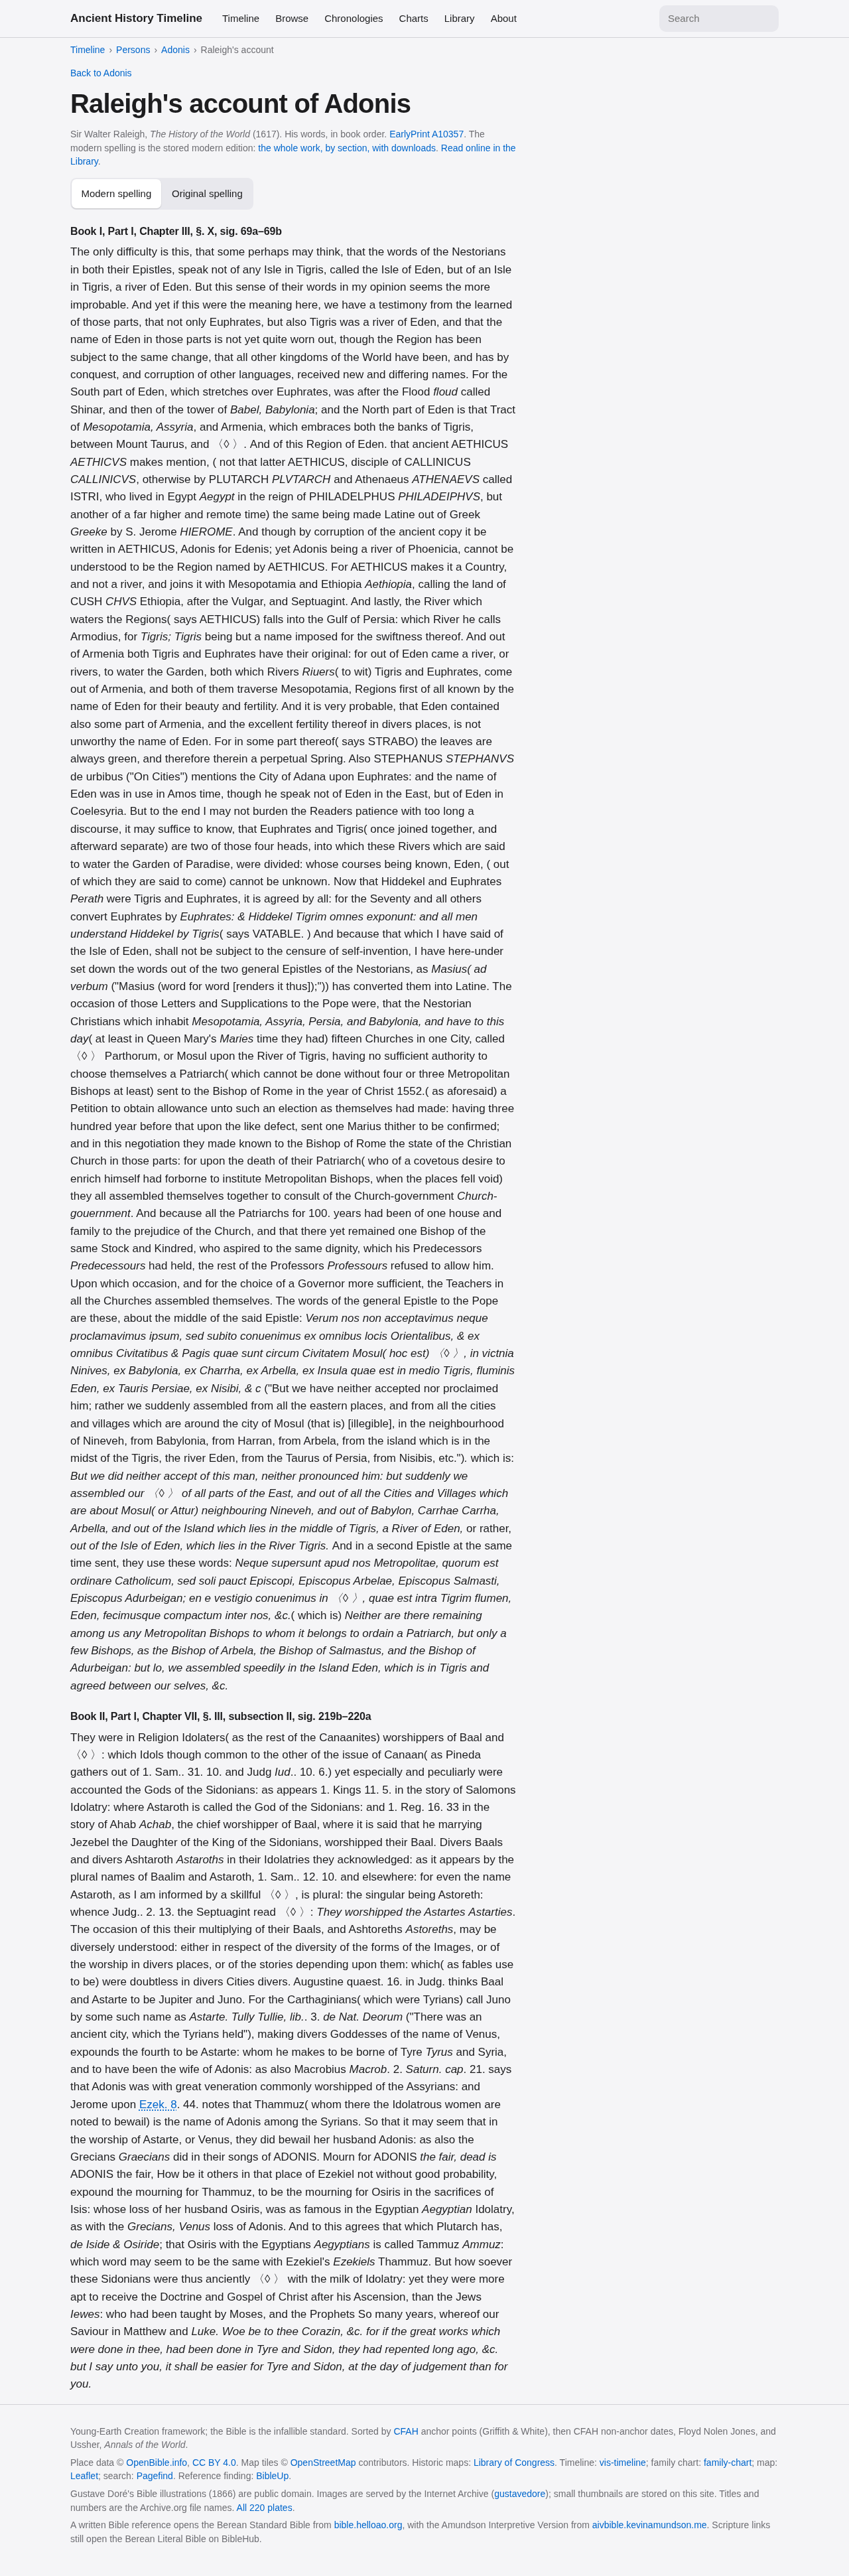 Ancient History Timeline Timeline Browse Chronologies Charts Library About Search
Timeline › Persons › Adonis › Raleigh's account
Back to Adonis
Raleigh's account of Adonis
Sir Walter Raleigh, The History of the World (1617). His words, in book order. EarlyPrint A10357. The
modern spelling is the stored modern edition: the whole work, by section, with downloads. Read online in the
Library.
Modern spelling Original spelling
Book I, Part I, Chapter III, §. X, sig. 69a–69b
The only difficulty is this, that some perhaps may think, that the words of the Nestorians
in both their Epistles, speak not of any Isle in Tigris, called the Isle of Eden, but of an Isle
in Tigris, a river of Eden. But this sense of their words in my opinion seems the more
improbable. And yet if this were the meaning here, we have a testimony from the learned
of those parts, that not only Euphrates, but also Tigris was a river of Eden, and that the
name of Eden in those parts is not yet quite worn out, though the Region has been
subject to the same change, that all other kingdoms of the World have been, and has by
conquest, and corruption of other languages, received new and differing names. For the
South part of Eden, which stretches over Euphrates, was after the Flood floud called
Shinar, and then of the tower of Babel, Babylonia; and the North part of Eden is that Tract
of Mesopotamia, Assyria, and Armenia, which embraces both the banks of Tigris,
between Mount Taurus, and 〈◊〉. And of this Region of Eden. that ancient AETHICUS
AETHICVS makes mention, ( not that latter AETHICUS, disciple of CALLINICUS
CALLINICVS, otherwise by PLUTARCH PLVTARCH and Athenaeus ATHENAEVS called
ISTRI, who lived in Egypt Aegypt in the reign of PHILADELPHUS PHILADEIPHVS, but
another of a far higher and remote time) the same being made Latine out of Greek
Greeke by S. Jerome HIEROME. And though by corruption of the ancient copy it be
written in AETHICUS, Adonis for Edenis; yet Adonis being a river of Phoenicia, cannot be
understood to be the Region named by AETHICUS. For AETHICUS makes it a Country,
and not a river, and joins it with Mesopotamia and Ethiopia Aethiopia, calling the land of
CUSH CHVS Ethiopia, after the Vulgar, and Septuagint. And lastly, the River which
waters the Regions( says AETHICUS) falls into the Gulf of Persia: which River he calls
Armodius, for Tigris; Tigris being but a name imposed for the swiftness thereof. And out
of Armenia both Tigris and Euphrates have their original: for out of Eden came a river, or
rivers, to water the Garden, both which Rivers Riuers( to wit) Tigris and Euphrates, come
out of Armenia, and both of them traverse Mesopotamia, Regions first of all known by the
name of Eden for their beauty and fertility. And it is very probable, that Eden contained
also some part of Armenia, and the excellent fertility thereof in divers places, is not
unworthy the name of Eden. For in some part thereof( says STRABO) the leaves are
always green, and therefore therein a perpetual Spring. Also STEPHANUS STEPHANVS
de urbibus ("On Cities") mentions the City of Adana upon Euphrates: and the name of
Eden was in use in Amos time, though he speak not of Eden in the East, but of Eden in
Coelesyria. But to the end I may not burden the Readers patience with too long a
discourse, it may suffice to know, that Euphrates and Tigris( once joined together, and
afterward separate) are two of those four heads, into which these Rivers which are said
to water the Garden of Paradise, were divided: whose courses being known, Eden, ( out
of which they are said to come) cannot be unknown. Now that Hiddekel and Euphrates
Perath were Tigris and Euphrates, it is agreed by all: for the Seventy and all others
convert Euphrates by Euphrates: & Hiddekel Tigrim omnes exponunt: and all men
understand Hiddekel by Tigris( says VATABLE. ) And because that which I have said of
the Isle of Eden, shall not be subject to the censure of self-invention, I have here-under
set down the words out of the two general Epistles of the Nestorians, as Masius( ad
verbum ("Masius (word for word [renders it thus]);")) has converted them into Latine. The
occasion of those Letters and Supplications to the Pope were, that the Nestorian
Christians which inhabit Mesopotamia, Assyria, Persia, and Babylonia, and have to this
day( at least in Queen Mary's Maries time they had) fifteen Churches in one City, called
〈◊〉 Parthorum, or Mosul upon the River of Tigris, having no sufficient authority to
choose themselves a Patriarch( which cannot be done without four or three Metropolitan
Bishops at least) sent to the Bishop of Rome in the year of Christ 1552.( as aforesaid) a
Petition to obtain allowance unto such an election as themselves had made: having three
hundred year before that upon the like defect, sent one Marius thither to be confirmed;
and in this negotiation they made known to the Bishop of Rome the state of the Christian
Church in those parts: for upon the death of their Patriarch( who of a covetous desire to
enrich himself had forborne to institute Metropolitan Bishops, when the places fell void)
they all assembled themselves together to consult of the Church-government Church-
gouernment. And because all the Patriarchs for 100. years had been of one house and
family to the prejudice of the Church, and that there yet remained one Bishop of the
same Stock and Kindred, who aspired to the same dignity, which his Predecessors
Predecessours had held, the rest of the Professors Professours refused to allow him.
Upon which occasion, and for the choice of a Governor more sufficient, the Teachers in
all the Churches assembled themselves. The words of the general Epistle to the Pope
are these, about the middle of the said Epistle: Verum nos non acceptavimus neque
proclamavimus ipsum, sed subito conuenimus ex omnibus locis Orientalibus, & ex
omnibus Civitatibus & Pagis quae sunt circum Civitatem Mosul( hoc est) 〈◊〉, in victnia
Ninives, ex Babylonia, ex Charrha, ex Arbella, ex Insula quae est in medio Tigris, fluminis
Eden, ex Tauris Persiae, ex Nisibi, & c ("But we have neither accepted nor proclaimed
him; rather we suddenly assembled from all the eastern places, and from all the cities
and villages which are around the city of Mosul (that is) [illegible], in the neighbourhood
of Nineveh, from Babylonia, from Harran, from Arbela, from the island which is in the
midst of the Tigris, the river Eden, from the Taurus of Persia, from Nisibis, etc."). which is:
But we did neither accept of this man, neither pronounced him: but suddenly we
assembled our 〈◊〉 of all parts of the East, and out of all the Cities and Villages which
are about Mosul( or Attur) neighbouring Nineveh, and out of Babylon, Carrhae Carrha,
Arbella, and out of the Island which lies in the middle of Tigris, a River of Eden, or rather,
out of the Isle of Eden, which lies in the River Tigris. And in a second Epistle at the same
time sent, they use these words: Neque supersunt apud nos Metropolitae, quorum est
ordinare Catholicum, sed soli pauct Episcopi, Episcopus Arbelae, Episcopus Salmasti,
Episcopus Adurbeigan; en e vestigio conuenimus in 〈◊〉, quae est intra Tigrim flumen,
Eden, fecimusque compactum inter nos, &c.( which is) Neither are there remaining
among us any Metropolitan Bishops to whom it belongs to ordain a Patriarch, but only a
few Bishops, as the Bishop of Arbela, the Bishop of Salmastus, and the Bishop of
Adurbeigan: but lo, we assembled speedily in the Island Eden, which is in Tigris and
agreed between our selves, &c.
Book II, Part I, Chapter VII, §. III, subsection II, sig. 219b–220a
They were in Religion Idolaters( as the rest of the Canaanites) worshippers of Baal and
〈◊〉: which Idols though common to the other of the issue of Canaan( as Pineda
gathers out of 1. Sam.. 31. 10. and Judg Iud.. 10. 6.) yet especially and peculiarly were
accounted the Gods of the Sidonians: as appears 1. Kings 11. 5. in the story of Salomons
Idolatry: where Astaroth is called the God of the Sidonians: and 1. Reg. 16. 33 in the
story of Ahab Achab, the chief worshipper of Baal, where it is said that he marrying
Jezebel the Daughter of the King of the Sidonians, worshipped their Baal. Divers Baals
and divers Ashtaroth Astaroths in their Idolatries they acknowledged: as it appears by the
plural names of Baalim and Astaroth, 1. Sam.. 12. 10. and elsewhere: for even the name
Astaroth, as I am informed by a skillful 〈◊〉, is plural: the singular being Astoreth:
whence Judg.. 2. 13. the Septuagint read 〈◊〉: They worshipped the Astartes Astarties.
The occasion of this their multiplying of their Baals, and Ashtoreths Astoreths, may be
diversely understood: either in respect of the diversity of the forms of the Images, or of
the worship in divers places, or of the stories depending upon them: which( as fables use
to be) were doubtless in divers Cities divers. Augustine quaest. 16. in Judg. thinks Baal
and Astarte to be Jupiter and Juno. For the Carthaginians( which were Tyrians) call Juno
by some such name as Astarte. Tully Tullie, lib.. 3. de Nat. Deorum ("There was an
ancient city, which the Tyrians held"), making divers Goddesses of the name of Venus,
expounds the fourth to be Astarte: whom he makes to be borne of Tyre Tyrus and Syria,
and to have been the wife of Adonis: as also Macrobius Macrob. 2. Saturn. cap. 21. says
that Adonis was with great veneration commonly worshipped of the Assyrians: and
Jerome upon Ezek. 8. 44. notes that Thammuz( whom there the Idolatrous women are
noted to bewail) is the name of Adonis among the Syrians. So that it may seem that in
the worship of Astarte, or Venus, they did bewail her husband Adonis: as also the
Grecians Graecians did in their songs of ADONIS. Mourn for ADONIS the fair, dead is
ADONIS the fair, How be it others in that place of Ezekiel not without good probability,
expound the mourning for Thammuz, to be the mourning for Osiris in the sacrifices of
Isis: whose loss of her husband Osiris, was as famous in the Egyptian Aegyptian Idolatry,
as with the Grecians, Venus loss of Adonis. And to this agrees that which Plutarch has,
de Iside & Osiride; that Osiris with the Egyptians Aegyptians is called Tammuz Ammuz:
which word may seem to be the same with Ezekiel's Ezekiels Thammuz. But how soever
these Sidonians were thus anciently 〈◊〉 with the milk of Idolatry: yet they were more
apt to receive the Doctrine and Gospel of Christ after his Ascension, than the Jews
Iewes: who had been taught by Moses, and the Prophets So many years, whereof our
Saviour in Matthew and Luke. Woe be to thee Corazin, &c. for if the great works which
were done in thee, had been done in Tyre and Sidon, they had repented long ago, &c.
but I say unto you, it shall be easier for Tyre and Sidon, at the day of judgement than for
you.
Young-Earth Creation framework; the Bible is the infallible standard. Sorted by CFAH anchor points (Griffith & White), then CFAH non-anchor dates, Floyd Nolen Jones, and
Ussher, Annals of the World.
Place data © OpenBible.info, CC BY 4.0. Map tiles © OpenStreetMap contributors. Historic maps: Library of Congress. Timeline: vis-timeline; family chart: family-chart; map:
Leaflet; search: Pagefind. Reference finding: BibleUp.
Gustave Doré's Bible illustrations (1866) are public domain. Images are served by the Internet Archive (gustavedore); small thumbnails are stored on this site. Titles and
numbers are the Archive.org file names. All 220 plates.
A written Bible reference opens the Berean Standard Bible from bible.helloao.org, with the Amundson Interpretive Version from aivbible.kevinamundson.me. Scripture links
still open the Berean Literal Bible on BibleHub.